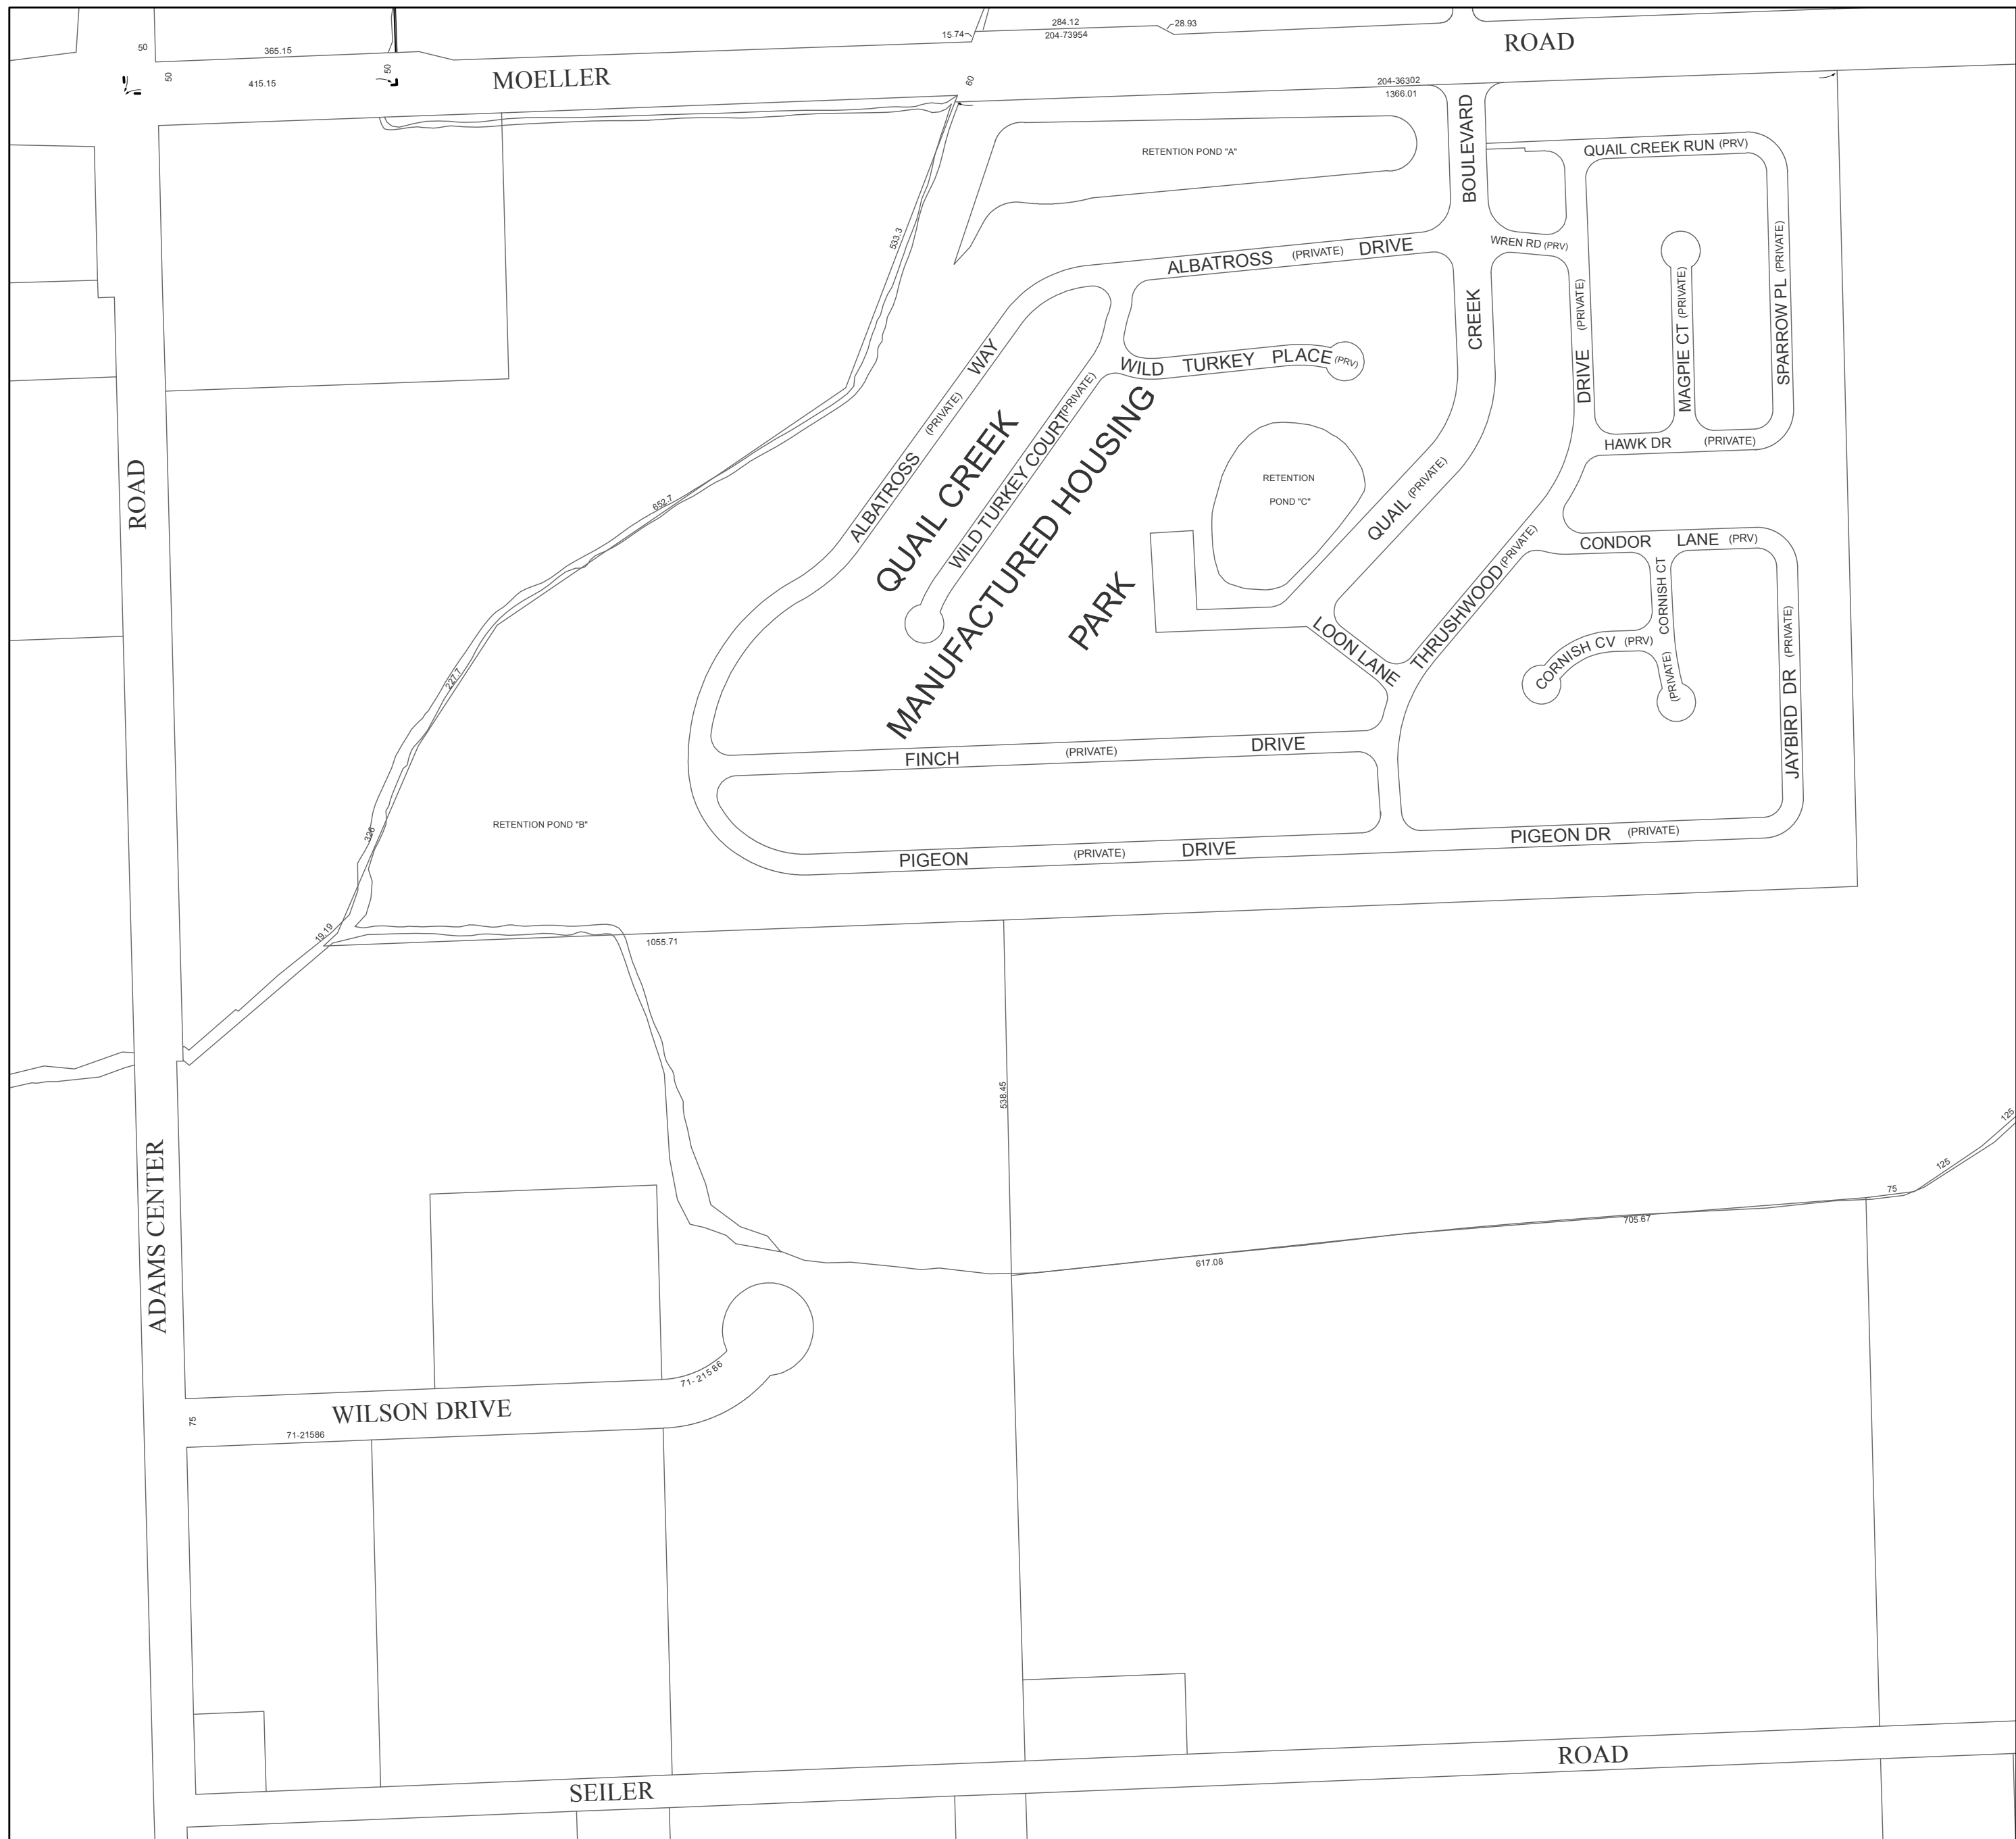 284.12
28.93
15.74
204-73954
ROAD
50
365.15
50
50
415.15
MOELLER
60
204-36302
1366.01
RETENTION POND "A"
BOULEVARD
QUAIL CREEK RUN (PRV)
533.3
ALBATROSS (PRIVATE) DRIVE
WREN RD (PRV)
CREEK
DRIVE (PRIVATE)
MAGPIE CT (PRIVATE)
SPARROW PL (PRIVATE)
WILD TURKEY PLACE (PRV)
ALBATROSS (PRIVATE) WAY
QUAIL CREEK
WILD TURKEY COURT (PRIVATE)
MANUFACTURED HOUSING
PARK
HAWK DR (PRIVATE)
RETENTION
POND "C"
QUAIL (PRIVATE)
ROAD
652.7
CONDOR LANE (PRV)
THRUSHWOOD (PRIVATE)
CORNISH CT
(PRIVATE)
LOON LANE
CORNISH CV (PRV)
JAYBIRD DR (PRIVATE)
227.7
FINCH (PRIVATE) DRIVE
326
RETENTION POND "B"
PIGEON (PRIVATE) DRIVE
PIGEON DR (PRIVATE)
19.19
1055.71
538.45
125
125
75
705.67
617.08
ADAMS CENTER
71-21586
WILSON DRIVE
75
71-21586
ROAD
SEILER